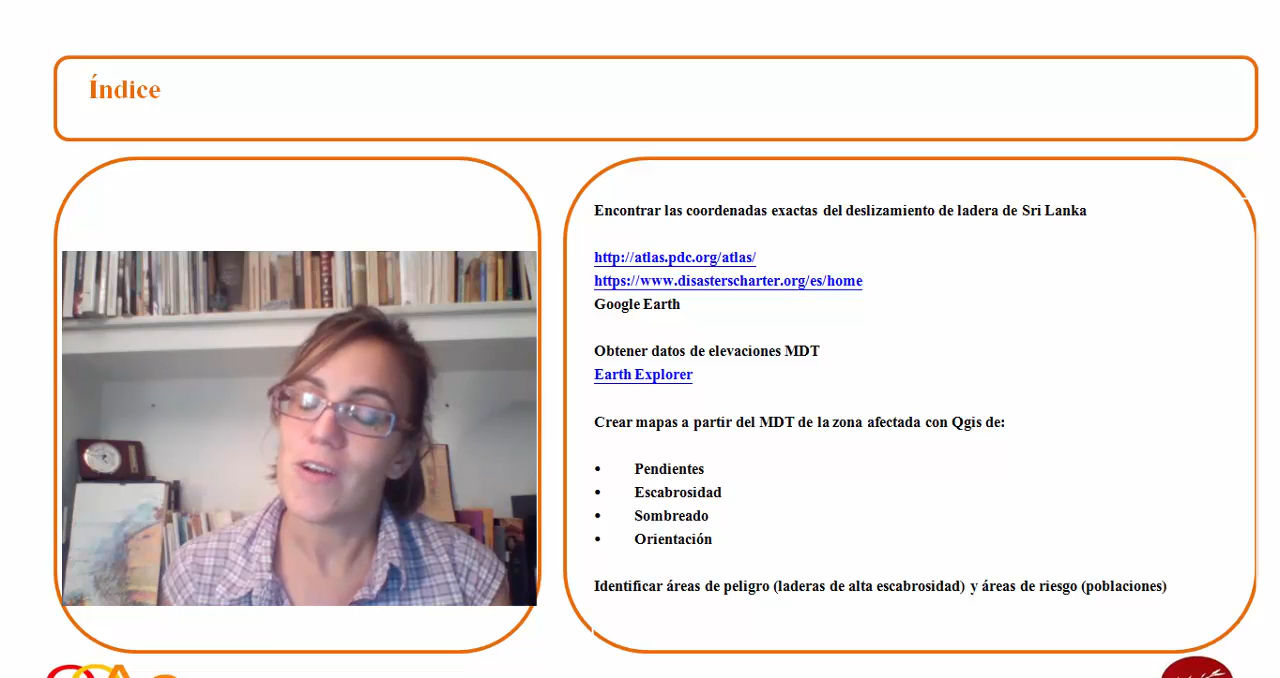 Índice
Encontrar las coordenadas exactas del deslizamiento de ladera de Sri Lanka
http://atlas.pdc.org/atlas/
https://www.disasterscharter.org/es/home
Google Earth
Obtener datos de elevaciones MDT
Earth Explorer
Crear mapas a partir del MDT de la zona afectada con Qgis de:
• Pendientes
• Escabrosidad
• Sombreado
• Orientación
Identificar áreas de peligro (laderas de alta escabrosidad) y áreas de riesgo (poblaciones)